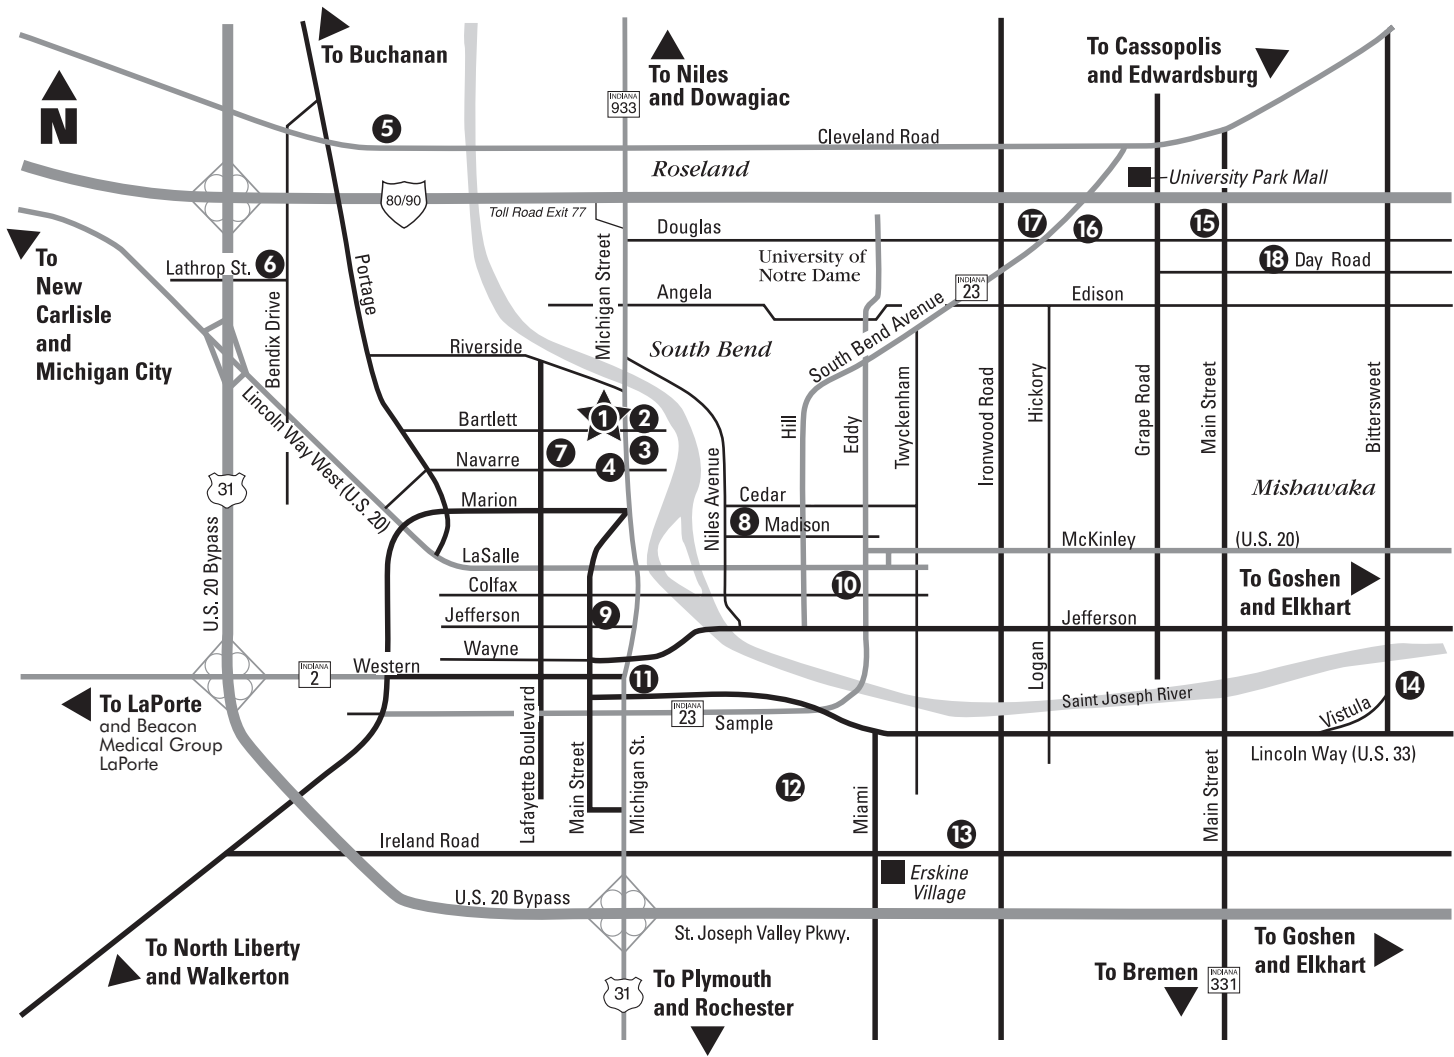 To Buchanan
To Niles
and Dowagiac
To Cassopolis
and Edwardsburg
N
INDIANA
933
5
Cleveland Road
Roseland
University Park Mall
80/90
Toll Road Exit 77
Douglas
17
16
15
To
New
Carlisle
and
Michigan City
Lathrop St.
6
Portage
Michigan Street
University of
Notre Dame
18
Day Road
Bendix Drive
Angela
INDIANA
23
Edison
South Bend Avenue
Riverside
South Bend
Lincoln Way West (U.S. 20)
Bartlett
1
2
Hill
Eddy
Twyckenham
Ironwood Road
Hickory
Grape Road
Main Street
Bittersweet
Navarre
7
4
3
31
Marion
Niles Avenue
Cedar
8
Madison
Mishawaka
U.S. 20 Bypass
LaSalle
McKinley
(U.S. 20)
Colfax
10
To Goshen
and Elkhart
Jefferson
9
Jefferson
Wayne
Western
INDIANA
2
11
Logan
Saint Joseph River
14
To LaPorte
and Beacon
Medical Group
LaPorte
Lafayette Boulevard
INDIANA
23
Sample
Vistula
Lincoln Way (U.S. 33)
Main Street
Michigan St.
12
Miami
Main Street
Ireland Road
13
Erskine
Village
U.S. 20 Bypass
St. Joseph Valley Pkwy.
To North Liberty
and Walkerton
31
To Plymouth
and Rochester
To Bremen
INDIANA
331
To Goshen
and Elkhart